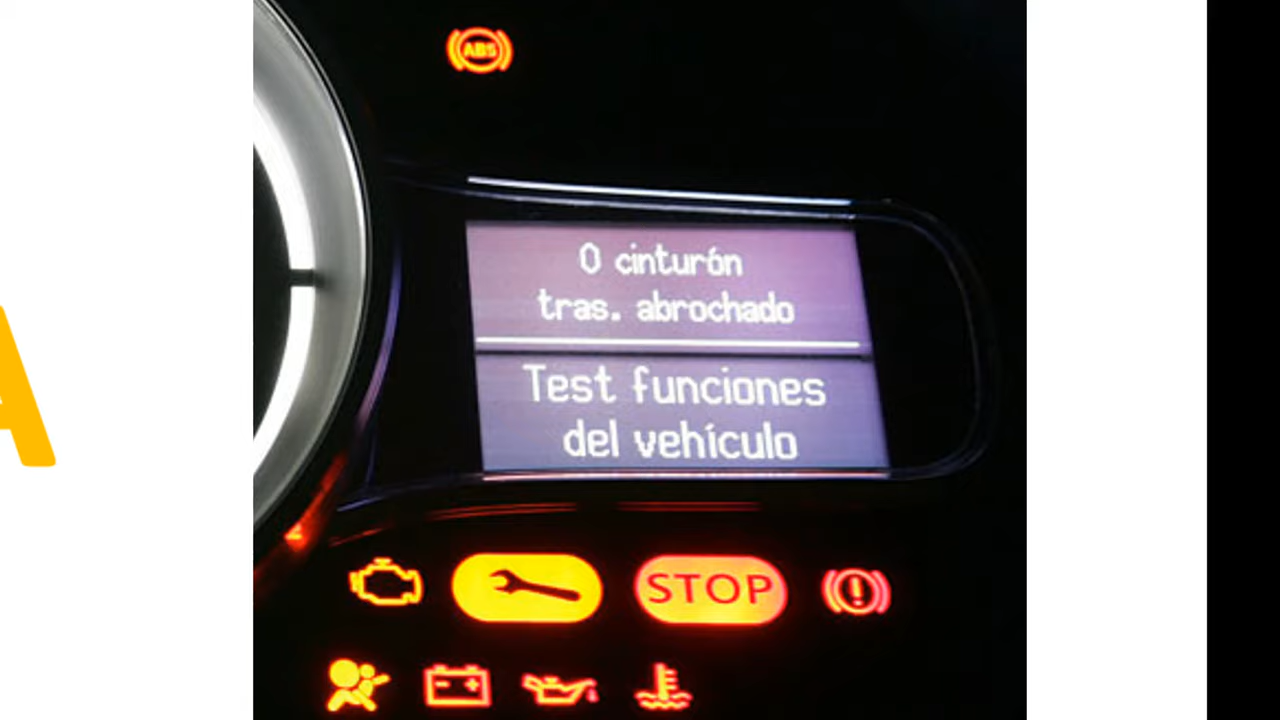 ABS
0 cinturón
tras. abrochado
Test funciones
del vehículo
STOP
A